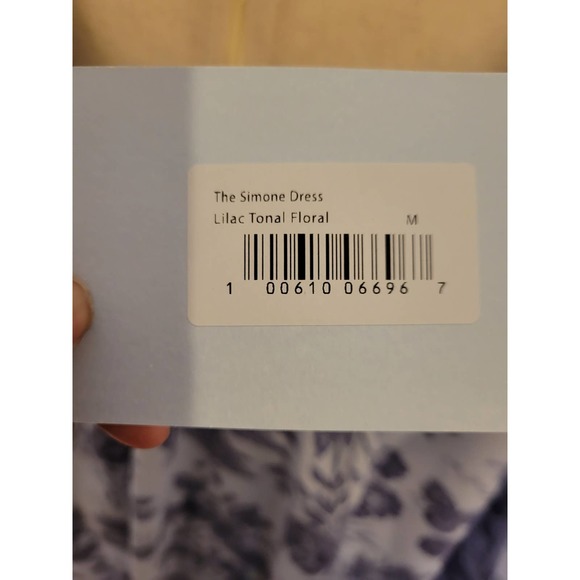 The Simone Dress
Lilac Tonal Floral M
1 00610 06696 7